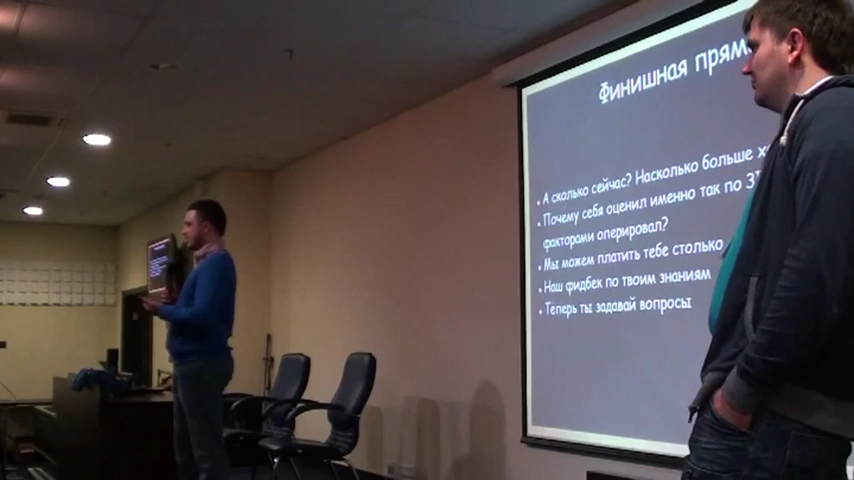 Финишная
• А сколько сейчас? Насколько больше
• Почему себя оценил именно так по
факторами оперировал?
• Мы можем платить тебе столько
• Наш фидбек по твоим знаниям
• Теперь ты задавай вопросы